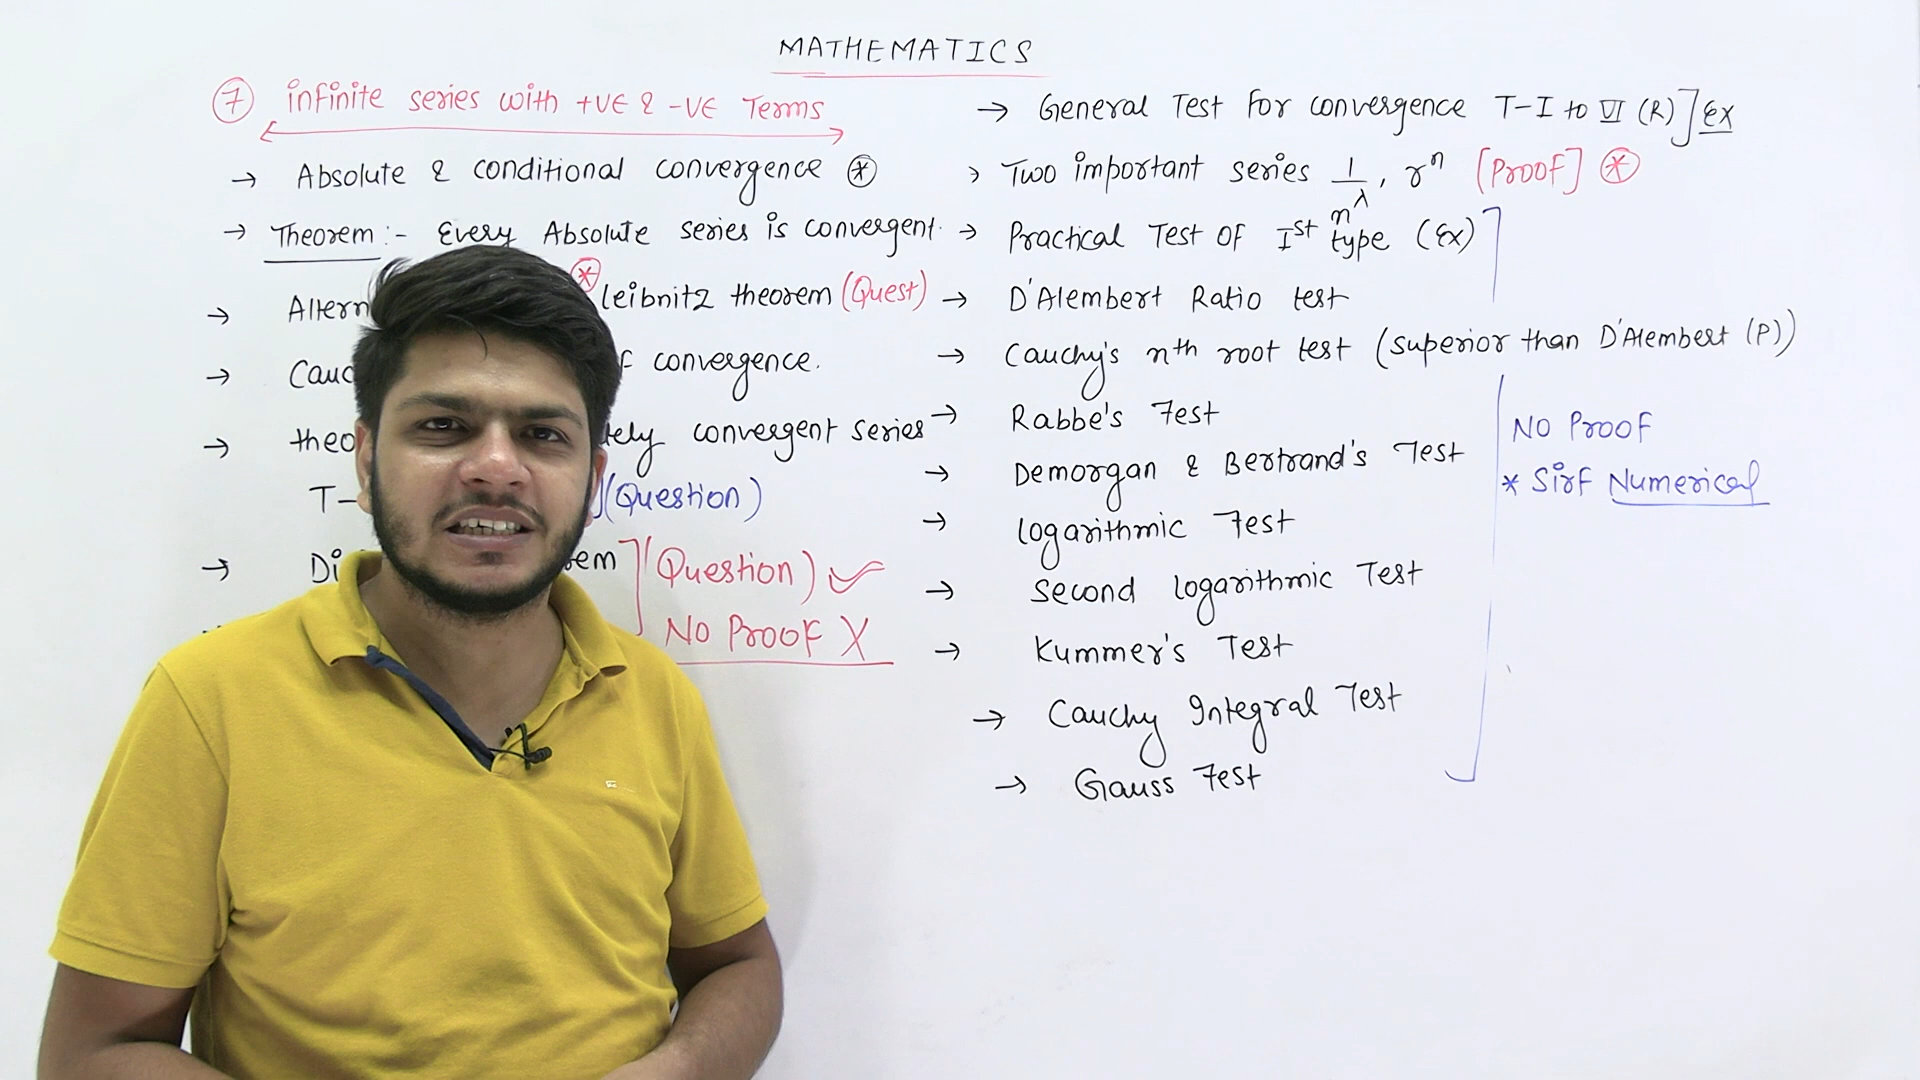 MATHEMATICS
⑦ infinite series with +VE & -VE Terms
→ Absolute & conditional convergence ⊛
→ Theorem :- Every Absolute series is convergent.
→ Altern * leibnitz theorem (Quest)
→ Cauc f convergence.
→ theo tely convergent series
T- ](Question)
→ Di em ] (Question) ✓
NO PROOF X
→ General Test For convergence T-I to VI (R)] Ex
→ Two important series 1/n^λ, r^n [Proof] ⊛
→ Practical Test OF Ist type (Ex)
→ D'Alembert Ratio test
→ Cauchy's nth root test (superior than D'Alembert (P))
→ Rabbe's Test
→ Demorgan & Bertrand's Test
→ logarithmic Test
→ Second logarithmic Test
→ Kummer's Test
→ Cauchy Integral Test
→ Gauss Test
NO Proof
* Sirf Numerical